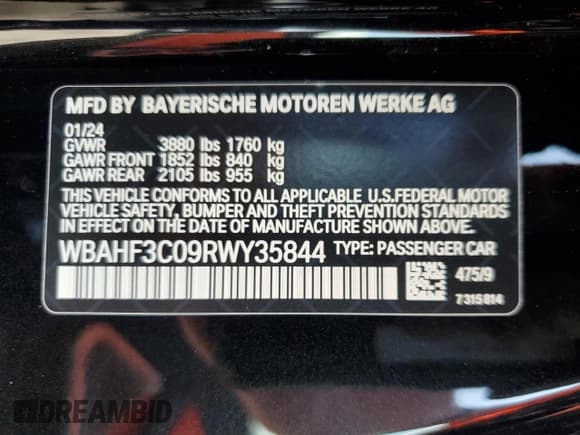 MFD BY BAYERISCHE MOTOREN WERKE AG
01/24
GVWR 3880 lbs 1760 kg
GAWR FRONT 1852 lbs 840 kg
GAWR REAR 2105 lbs 955 kg
THIS VEHICLE CONFORMS TO ALL APPLICABLE U.S.FEDERAL MOTOR
VEHICLE SAFETY, BUMPER AND THEFT PREVENTION STANDARDS
IN EFFECT ON THE DATE OF MANUFACTURE SHOWN ABOVE.
WBAHF3C09RWY35844 TYPE: PASSENGER CAR
475/9
7315814
DREAMBID